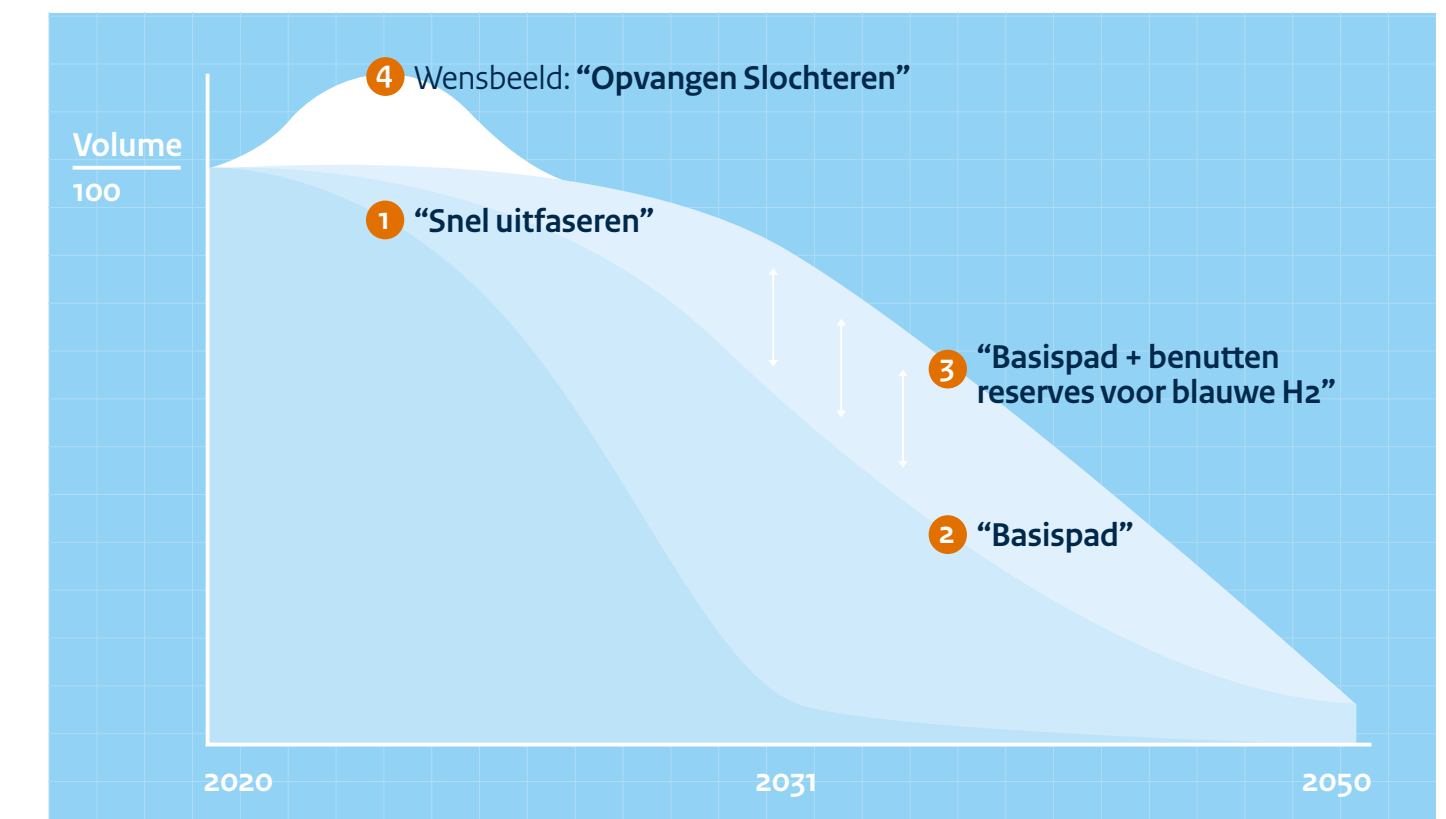 4 Wensbeeld: “Opvangen Slochteren”
Volume
100
1 “Snel uitfaseren”
3 “Basispad + benutten
reserves voor blauwe H2”
2 “Basispad”
2020 2031 2050